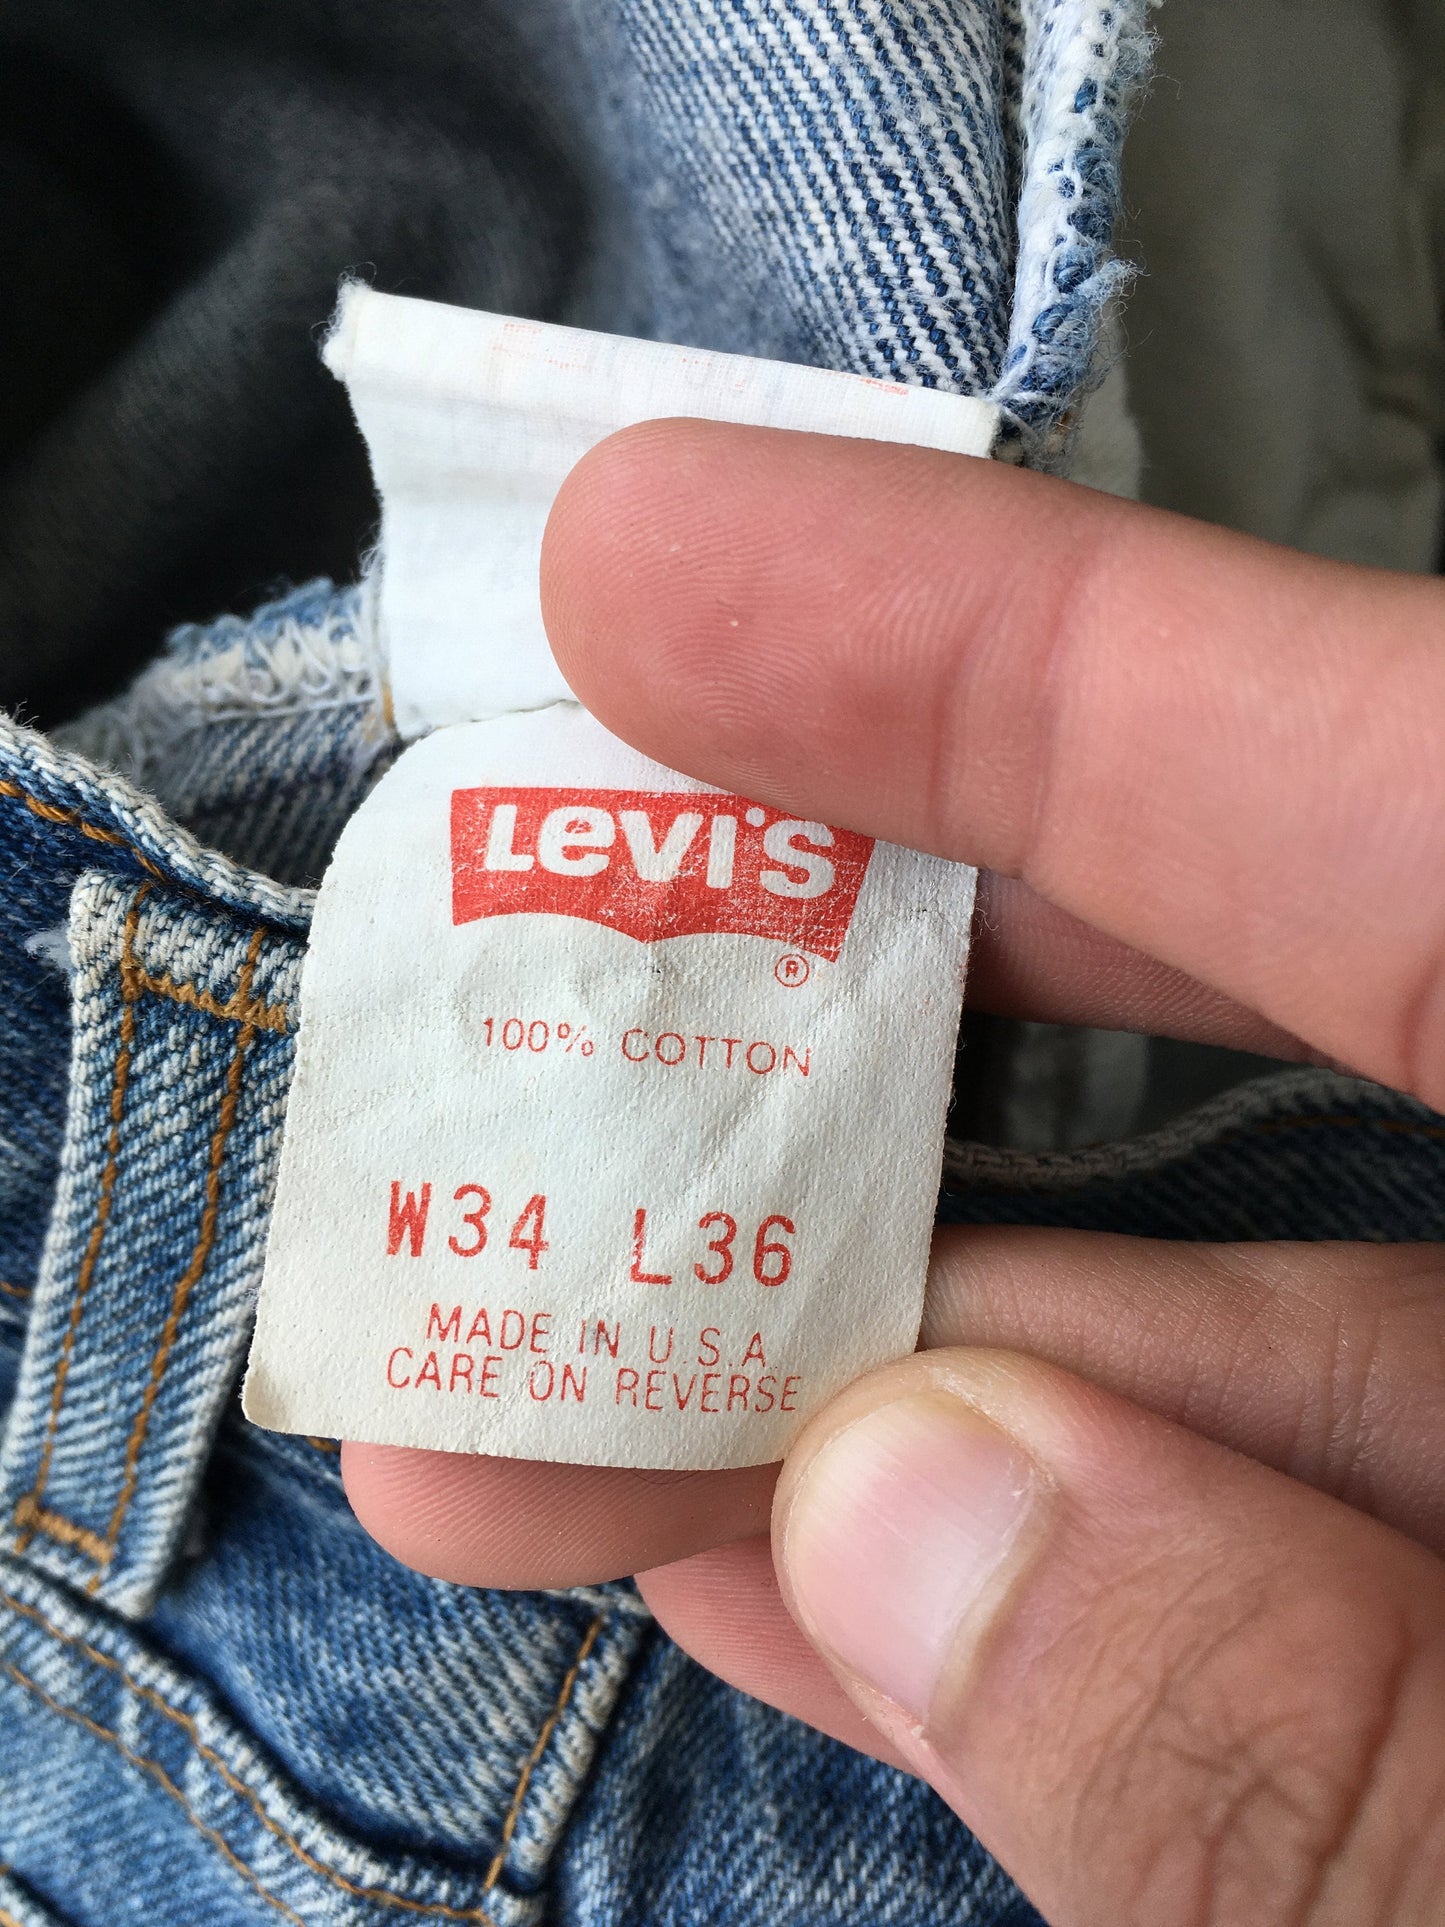 Levi's
®
100% COTTON
W34 L36
MADE IN U.S.A.
CARE ON REVERSE